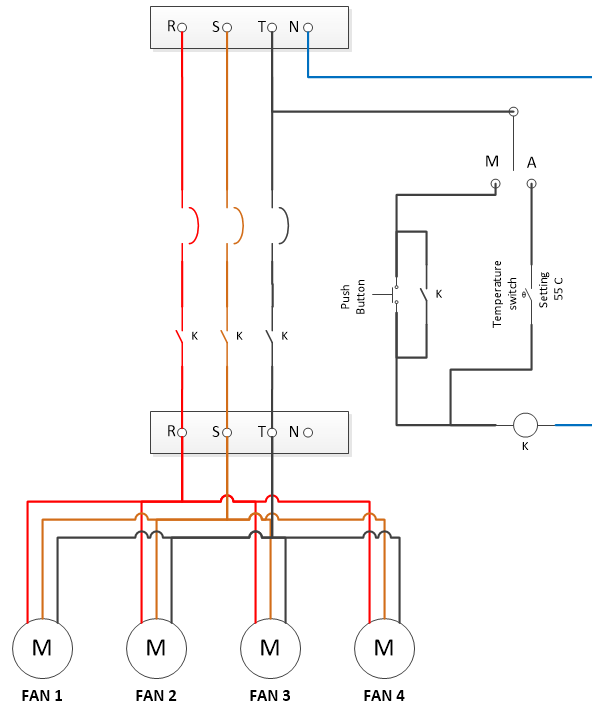 R S T N
M A
Push
Button
K
Temperature
switch
θ
Setting
55 C
K K K
R S T N
K
M M M M
FAN 1 FAN 2 FAN 3 FAN 4